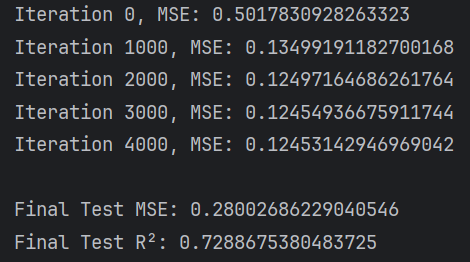 Iteration 0, MSE: 0.5017830928263323
Iteration 1000, MSE: 0.13499191182700168
Iteration 2000, MSE: 0.12497164686261764
Iteration 3000, MSE: 0.12454936675911744
Iteration 4000, MSE: 0.12453142946969042
Final Test MSE: 0.28002686229040546
Final Test R²: 0.7288675380483725